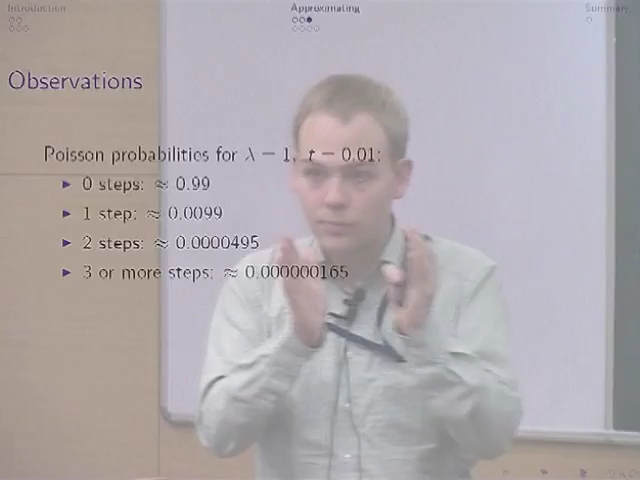 Introduction Approximating Summary
Observations
Poisson probabilities for λ = 1, t = 0.01:
▶ 0 steps: ≈ 0.99
▶ 1 step: ≈ 0.0099
▶ 2 steps: ≈ 0.0000495
▶ 3 or more steps: ≈ 0.000000165